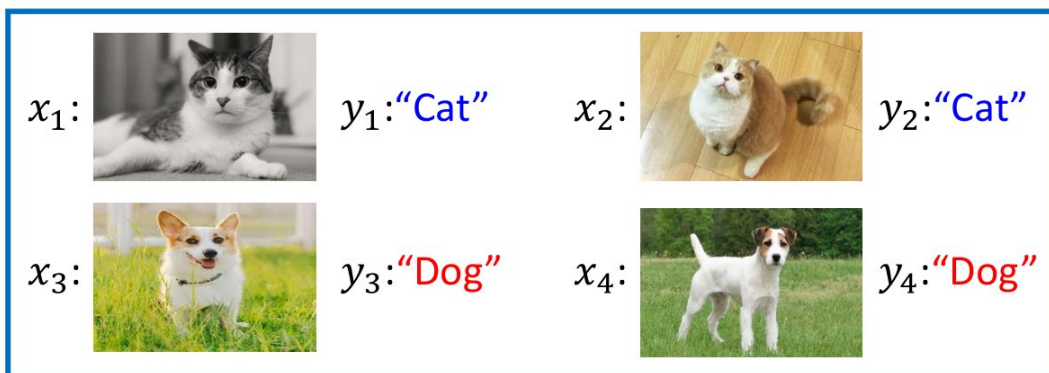 x₁: y₁:“Cat” x₂: y₂:“Cat”
x₃: y₃:“Dog” x₄: y₄:“Dog”